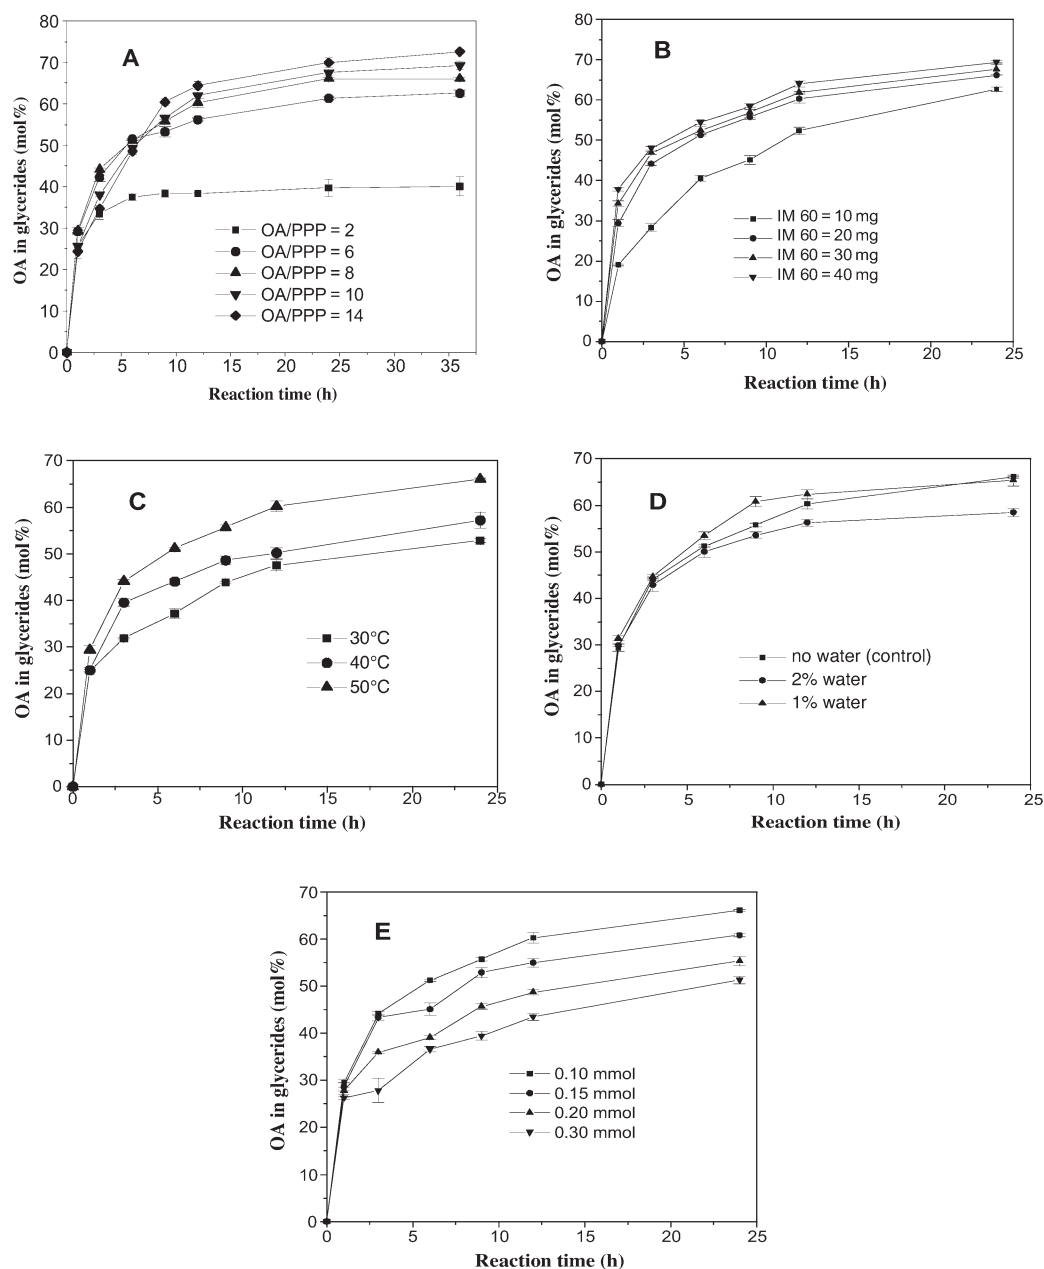 A
OA in glycerides (mol%)
80
70
60
50
40
30
20
10
0
OA/PPP = 2
OA/PPP = 6
OA/PPP = 8
OA/PPP = 10
OA/PPP = 14
0 5 10 15 20 25 30 35
Reaction time (h)
B
OA in glycerides (mol%)
80
70
60
50
40
30
20
10
0
IM 60 = 10 mg
IM 60 = 20 mg
IM 60 = 30 mg
IM 60 = 40 mg
0 5 10 15 20 25
Reaction time (h)
C
OA in glycerides (mol%)
70
60
50
40
30
20
10
0
30°C
40°C
50°C
0 5 10 15 20 25
Reaction time (h)
D
OA in glycerides (mol%)
70
60
50
40
30
20
10
0
no water (control)
2% water
1% water
0 5 10 15 20 25
Reaction time (h)
E
OA in glycerides (mol%)
70
60
50
40
30
20
10
0
0.10 mmol
0.15 mmol
0.20 mmol
0.30 mmol
0 5 10 15 20 25
Reaction time (h)